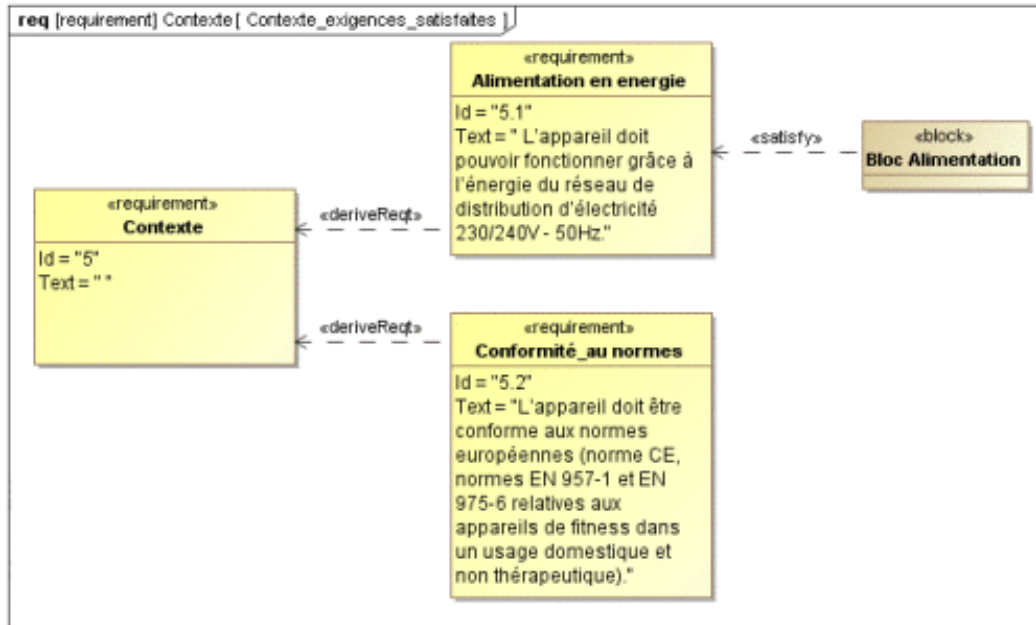 req [requirement] Contexte [ Contexte_exigences_satisfaites ]
«requirement»
Alimentation en energie
Id = "5.1"
Text = " L'appareil doit
pouvoir fonctionner grâce à
l'énergie du réseau de
distribution d'électricité
230/240V - 50Hz."
«satisfy»
«block»
Bloc Alimentation
«requirement»
Contexte
Id = "5"
Text = " "
«deriveReqt»
«deriveReqt»
«requirement»
Conformité_au normes
Id = "5.2"
Text = "L'appareil doit être
conforme aux normes
européennes (norme CE,
normes EN 957-1 et EN
975-6 relatives aux
appareils de fitness dans
un usage domestique et
non thérapeutique)."